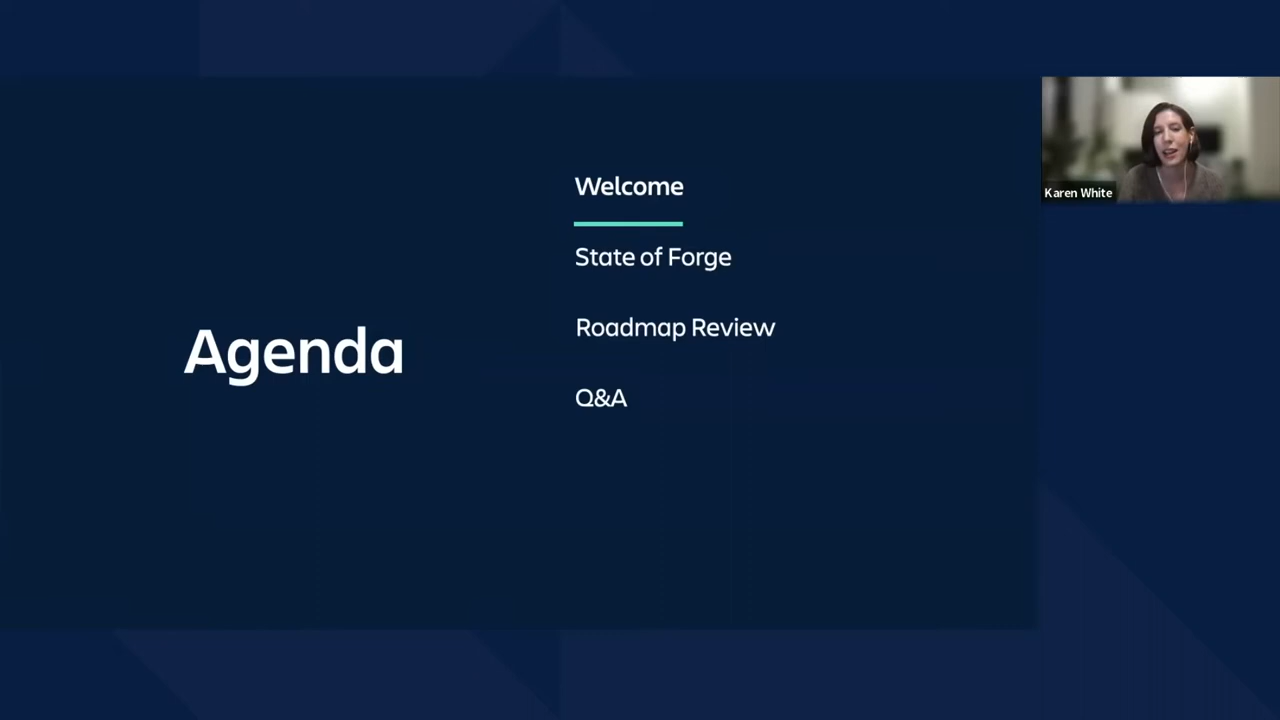 Welcome
State of Forge
Roadmap Review
Agenda
Q&A
Karen White